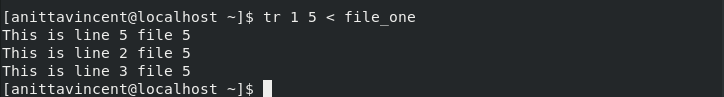 [anittavincent@localhost ~]$ tr 1 5 < file_one
This is line 5 file 5
This is line 2 file 5
This is line 3 file 5
[anittavincent@localhost ~]$